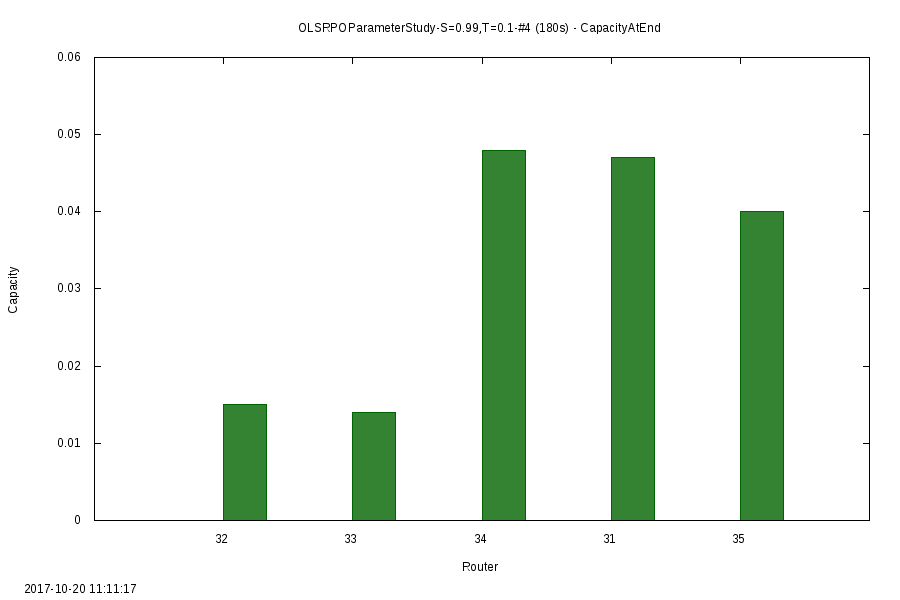 OLSRPOParameterStudy-S=0.99,T=0.1-#4 (180s) - CapacityAtEnd
0.06
0.05
0.04
0.03
0.02
0.01
0
Capacity
32 33 34 31 35
Router
2017-10-20 11:11:17